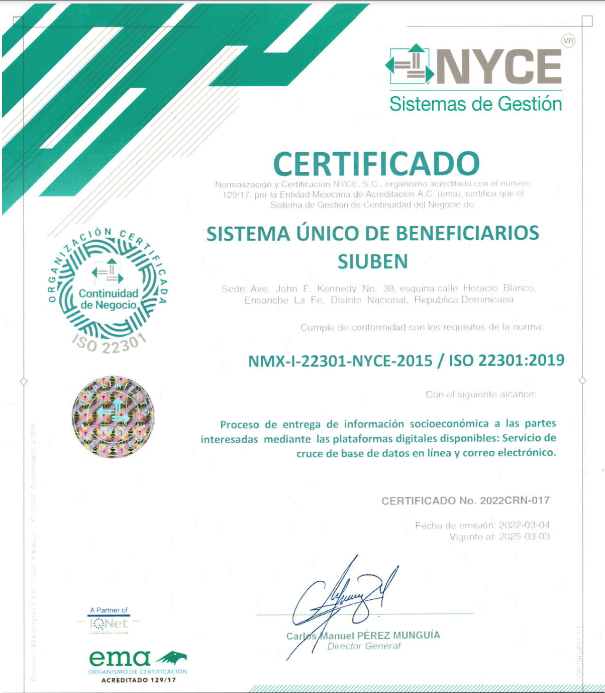 NYCE
MR
Sistemas de Gestión
CERTIFICADO
Normalización y Certificación NYCE, S.C., organismo acreditado con el número
129/17, por la Entidad Mexicana de Acreditación A.C. (ema), certifica que el
Sistema de Gestión de Continuidad del Negocio de:
SISTEMA ÚNICO DE BENEFICIARIOS
SIUBEN
ORGANIZACIÓN CERTIFICADA
Continuidad
de Negocio
ISO 22301
Sede: Ave. John F. Kennedy No. 38, esquina calle Horacio Blanco,
Ensanche La Fe, Distrito Nacional, República Dominicana
Cumple de conformidad con los requisitos de la norma:
NMX-I-22301-NYCE-2015 / ISO 22301:2019
Con el siguiente alcance:
Proceso de entrega de información socioeconómica a las partes
interesadas mediante las plataformas digitales disponibles: Servicio de
cruce de base de datos en línea y correo electrónico.
CERTIFICADO No. 2022CRN-017
Fecha de emisión: 2022-03-04
Vigente al: 2025-03-03
Carlos Manuel PÉREZ MUNGUÍA
Director General
A Partner of
IQNet
ema
ORGANISMO DE CERTIFICACIÓN
ACREDITADO 129/17